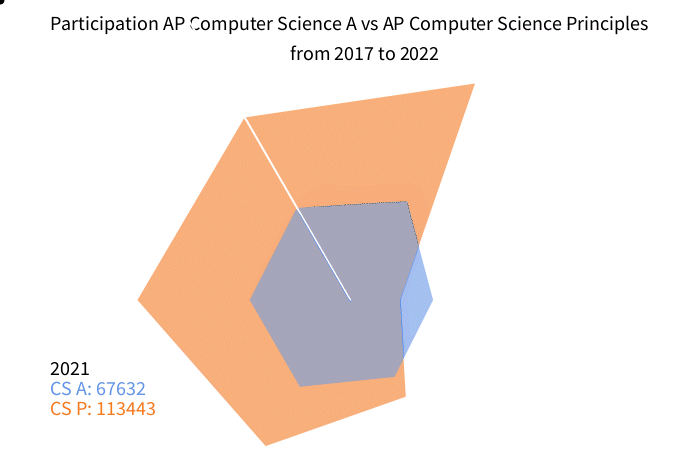 Participation AP Computer Science A vs AP Computer Science Principles
from 2017 to 2022
2021
CS A: 67632
CS P: 113443